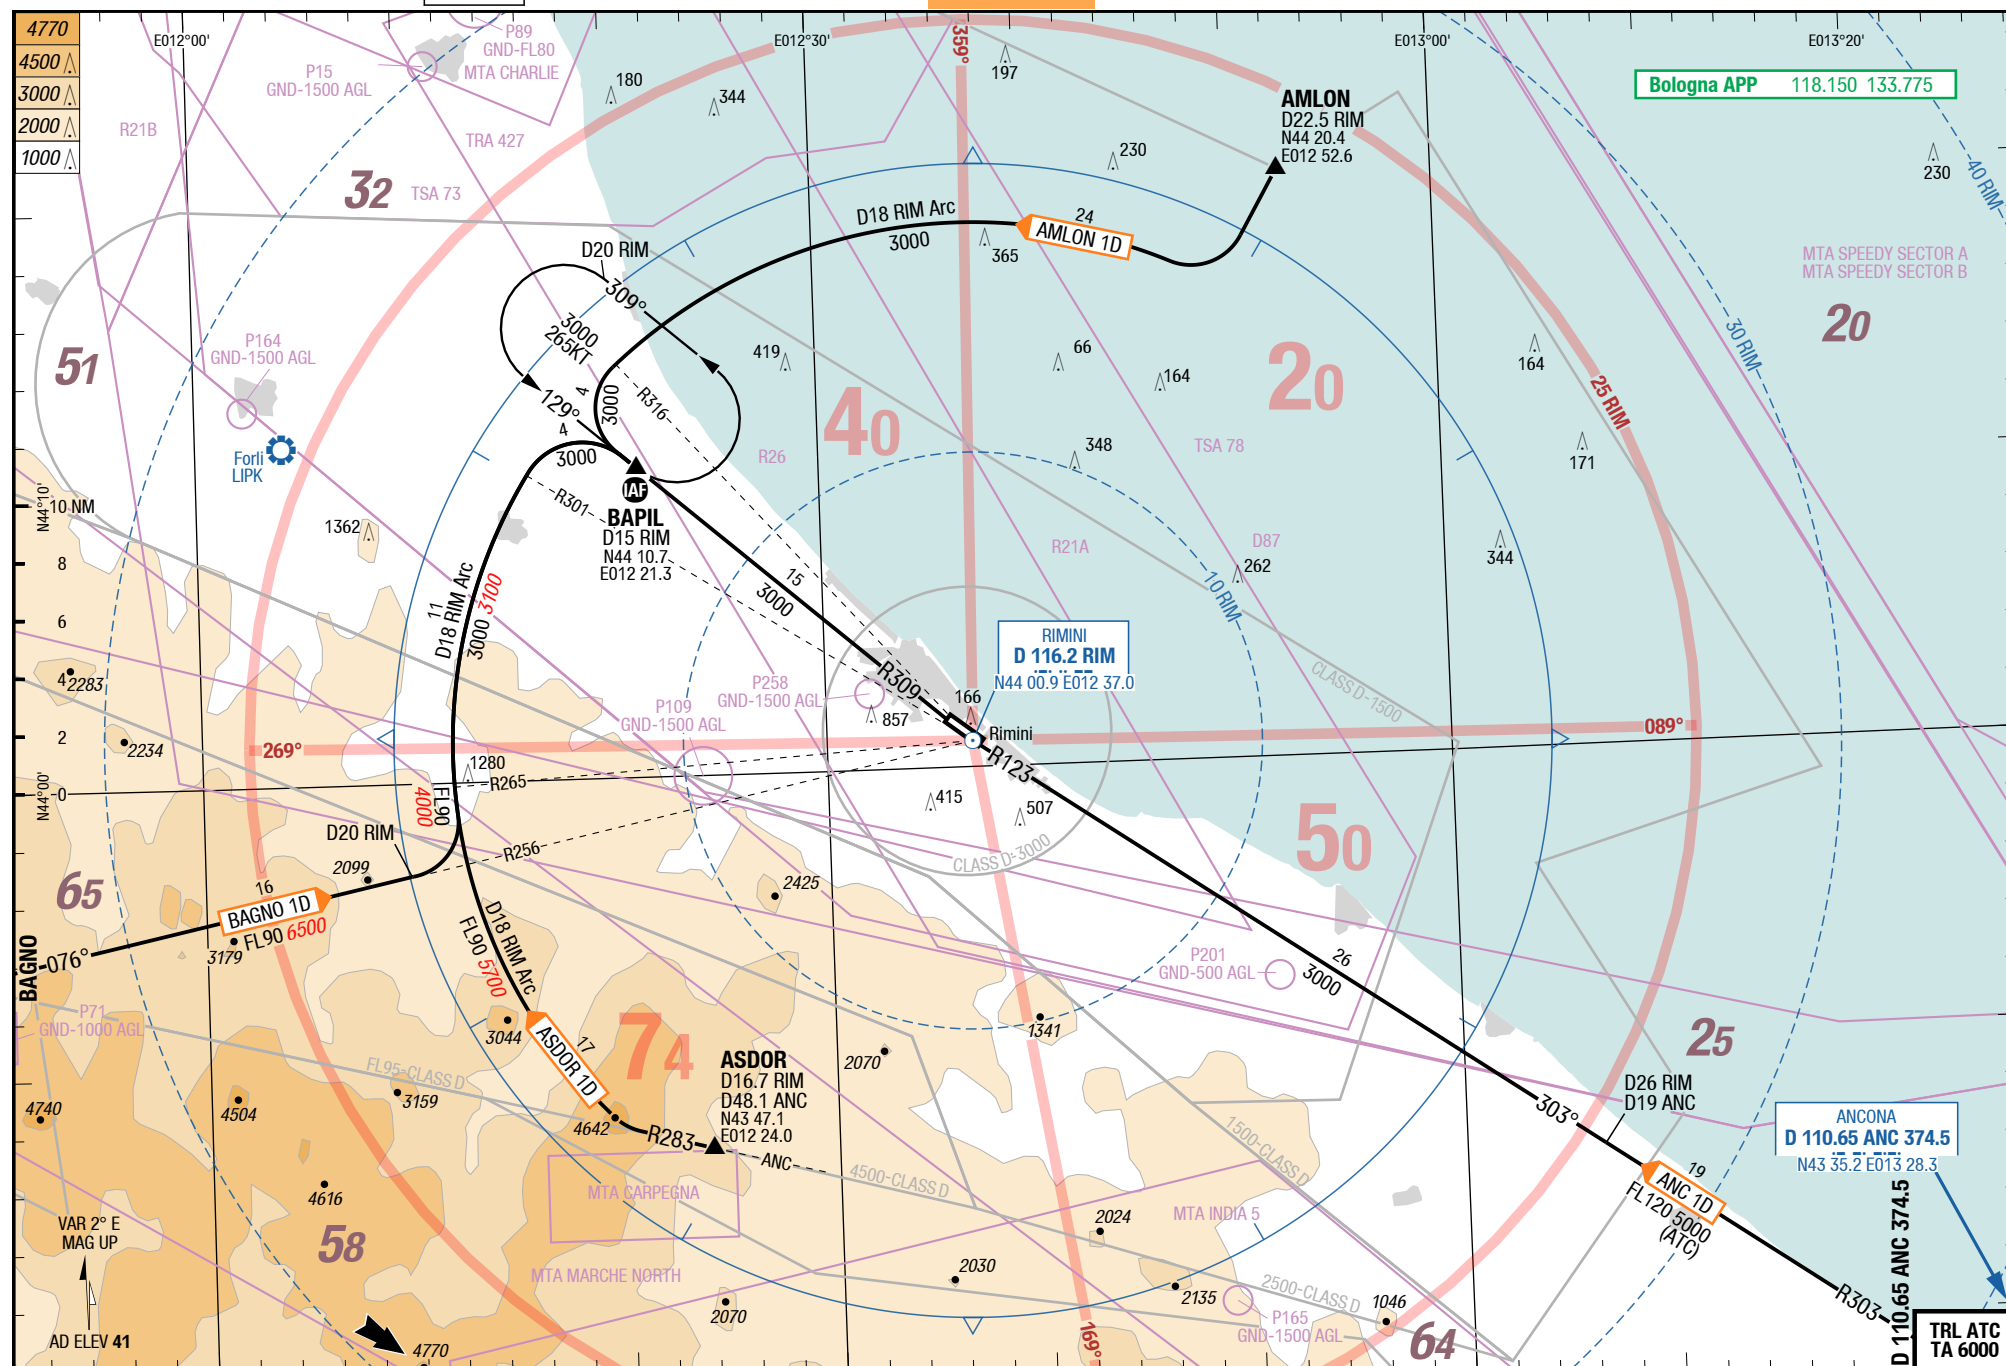 4770
4500
3000
2000
1000
E012°00'
E012°30'
E013°00'
E013°20'
P89
GND-FL80
MTA CHARLIE
P15
GND-1500 AGL
R21B
TRA 427
TSA 73
32
180
344
359°
197
AMLON
D22.5 RIM
N44 20.4
E012 52.6
Bologna APP 118.150 133.775
230
230
40 RIM
D18 RIM Arc
3000
24
AMLON 1D
365
D20 RIM
309°
3000
265KT
129°
4
3000
4
3000
R316
MTA SPEEDY SECTOR A
MTA SPEEDY SECTOR B
20
30 RIM
51
P164
GND-1500 AGL
Forli
LIPK
419
66
164
164
40
20
25 RIM
R26
348
TSA 78
171
N44°10'
10 NM
8
6
4
2
0
N44°00'
1362
R301
IAF
BAPIL
D15 RIM
N44 10.7
E012 21.3
R21A
D87
262
344
10 RIM
15
3000
11
D18 RIM Arc
3000 3100
2283
2234
RIMINI
D 116.2 RIM
N44 00.9 E012 37.0
CLASS D-1500
R309
P258
GND-1500 AGL
P109
GND-1500 AGL
857
166
Rimini
269°
089°
1280
R265
R123
FL90
4000
415
507
CLASS D-3000
50
D20 RIM
2099
R256
65
16
BAGNO 1D
FL90 6500
3179
076°
BAGNO
2425
D18 RIM Arc
FL90 5700
P201
GND-500 AGL
26
3000
P71
GND-1000 AGL
3044
17
ASDOR 1D
74
1341
2070
25
ASDOR
D16.7 RIM
D48.1 ANC
N43 47.1
E012 24.0
FL95-CLASS D
3159
4740
4504
4642
R283
ANC
4500-CLASS D
1500-CLASS D
303°
D26 RIM
D19 ANC
ANCONA
D 110.65 ANC 374.5
N43 35.2 E013 28.3
MTA CARPEGNA
4616
58
MTA INDIA 5
2024
19
ANC 1D
FL120 5000
(ATC)
VAR 2° E
MAG UP
MTA MARCHE NORTH
2030
2070
2135
2500-CLASS D
P165
GND-1500 AGL
1046
64
R303
D 110.65 ANC 374.5
AD ELEV 41
4770
169°
TRL ATC
TA 6000